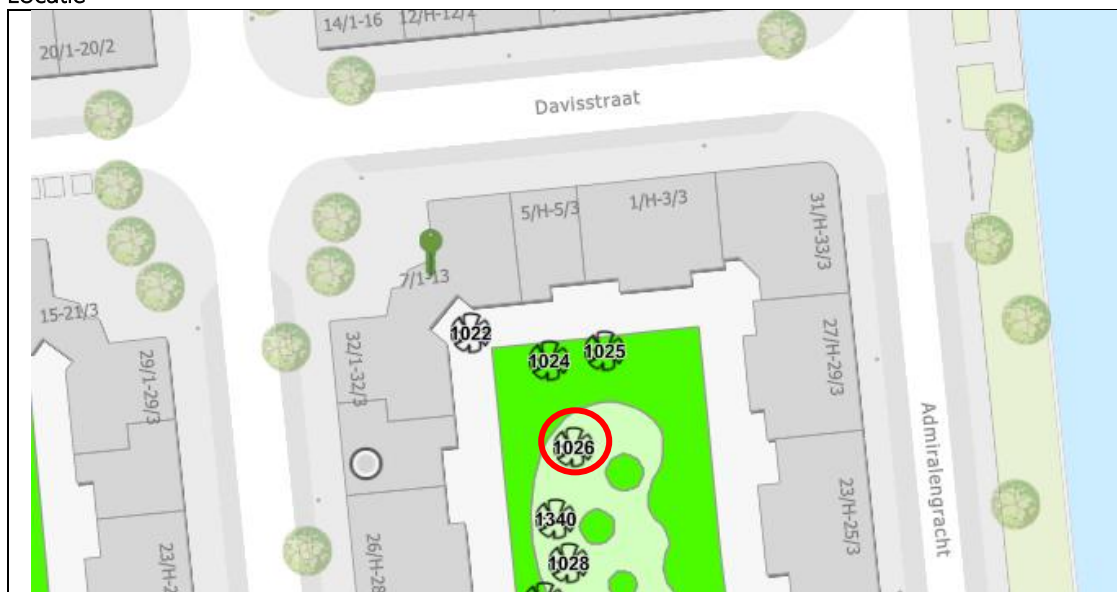 Locatie
14/1-16
12/H-12/2
20/1-20/2
Davisstraat
5/H-5/3
1/H-3/3
31/H-33/3
7/1-13
15-21/3
1022
1024
1025
32/1-32/3
27/H-29/3
29/1-29/3
1026
Admiralengracht
23/H-25/3
1340
1028
26/H-28
23/H-2